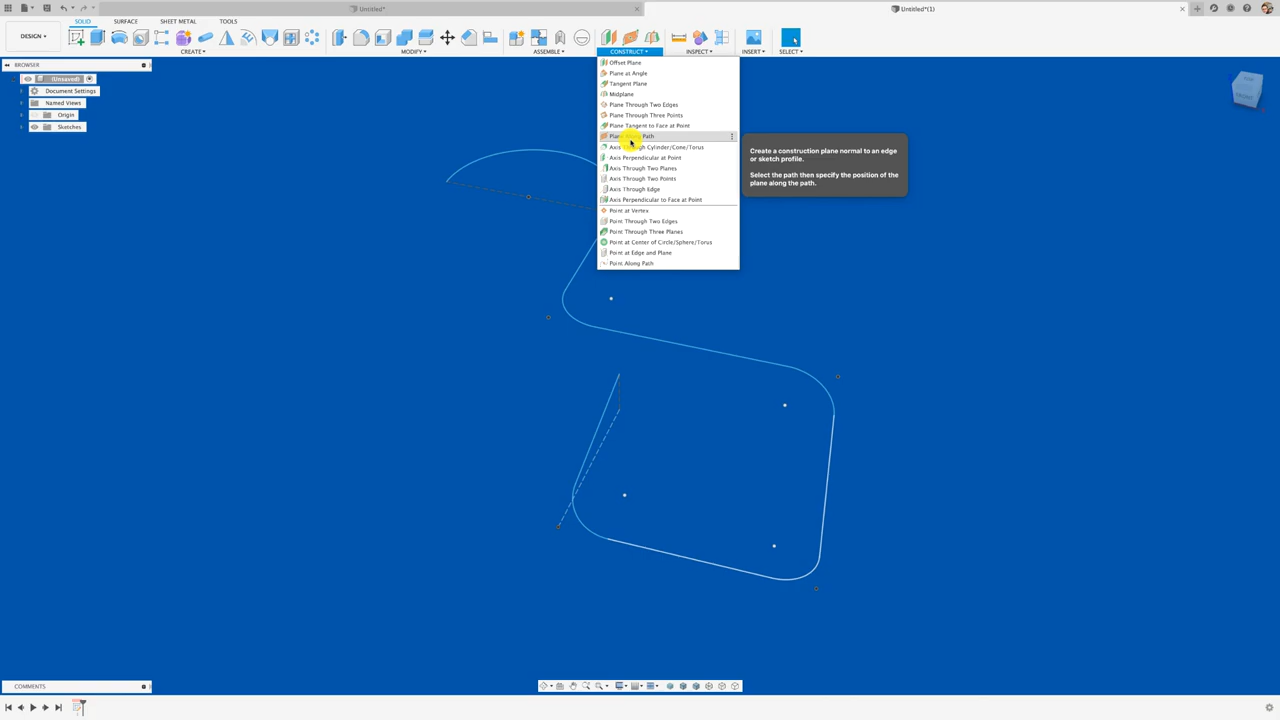 Untitled*
Untitled*(1)
DESIGN
SOLID
SURFACE
SHEET METAL
TOOLS
CREATE
MODIFY
ASSEMBLE
CONSTRUCT
INSPECT
INSERT
SELECT
BROWSER
(Unsaved)
Document Settings
Named Views
Origin
Sketches
Offset Plane
Plane at Angle
Tangent Plane
Midplane
Plane Through Two Edges
Plane Through Three Points
Plane Tangent to Face at Point
Plane Along Path
Axis Through Cylinder/Cone/Torus
Axis Perpendicular at Point
Axis Through Two Planes
Axis Through Two Points
Axis Through Edge
Axis Perpendicular to Face at Point
Point at Vertex
Point Through Two Edges
Point Through Three Planes
Point at Center of Circle/Sphere/Torus
Point at Edge and Plane
Point Along Path
Create a construction plane normal to an edge
or sketch profile.
Select the path then specify the position of the
plane along the path.
COMMENTS